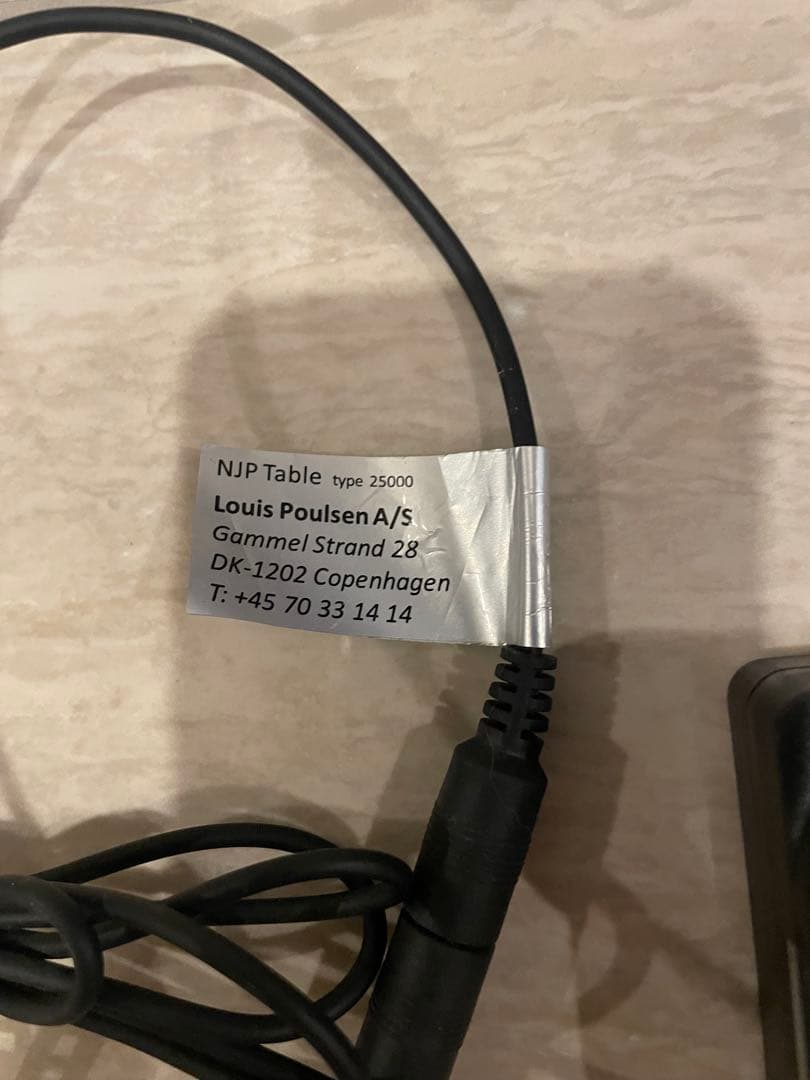 NJP Table type 25000
Louis Poulsen A/S
Gammel Strand 28
DK-1202 Copenhagen
T: +45 70 33 14 14